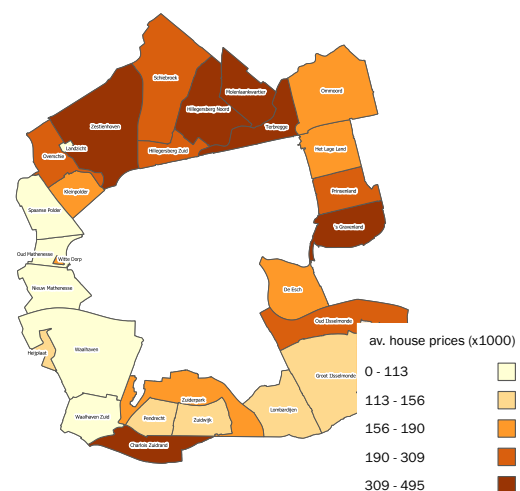 Schiebroek
Molenlaankwartier
Ommoord
Hillegersberg Noord
Zestienhoven
Terbregge
Landzicht
Het Lage Land
Hillegersberg Zuid
Overschie
Kleinpolder
Prinsenland
Spaanse Polder
's Gravenland
Oud Mathenesse
Witte Dorp
Nieuw Mathenesse
De Esch
Oud IJsselmonde
av. house prices (x1000)
Heijplaat
Waalhaven
0 - 113
Groot IJsselmonde
113 - 156
Zuiderpark
Lombardijen
Waalhaven Zuid
Pendrecht
Zuidwijk
156 - 190
Charlois Zuidrand
190 - 309
309 - 495